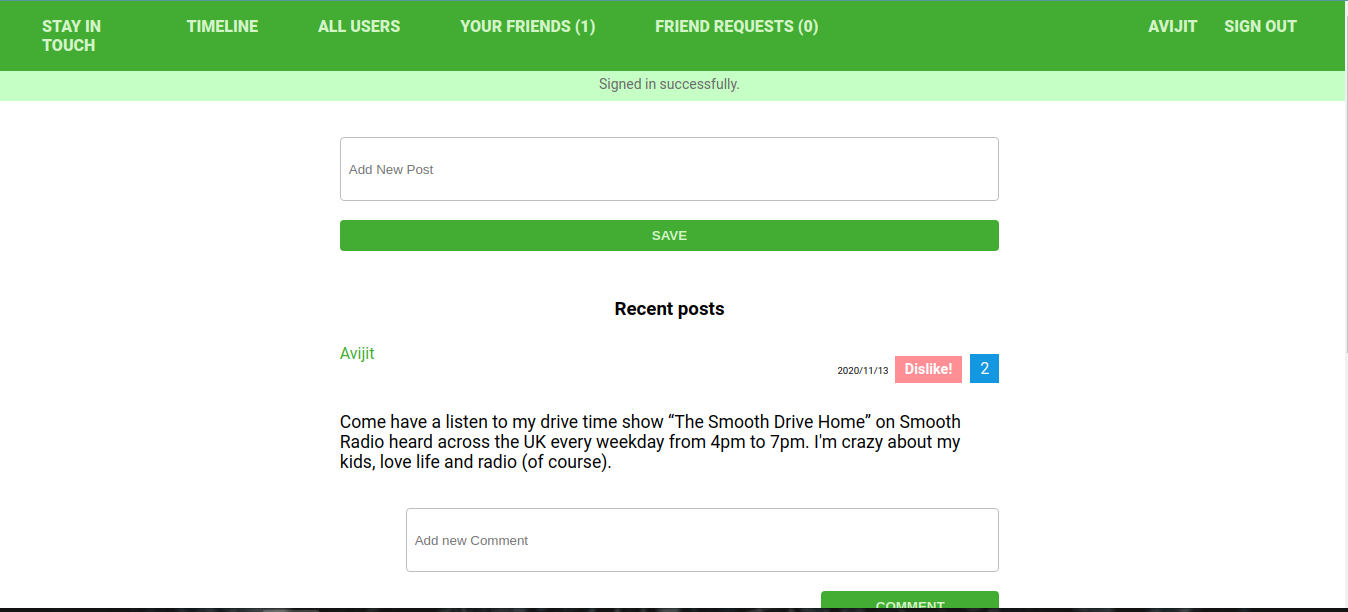 STAY IN TOUCH TIMELINE ALL USERS YOUR FRIENDS (1) FRIEND REQUESTS (0) AVIJIT SIGN OUT
Signed in successfully.
Add New Post
SAVE
Recent posts
Avijit
2020/11/13 Dislike! 2
Come have a listen to my drive time show “The Smooth Drive Home” on Smooth
Radio heard across the UK every weekday from 4pm to 7pm. I'm crazy about my
kids, love life and radio (of course).
Add new Comment
COMMENT